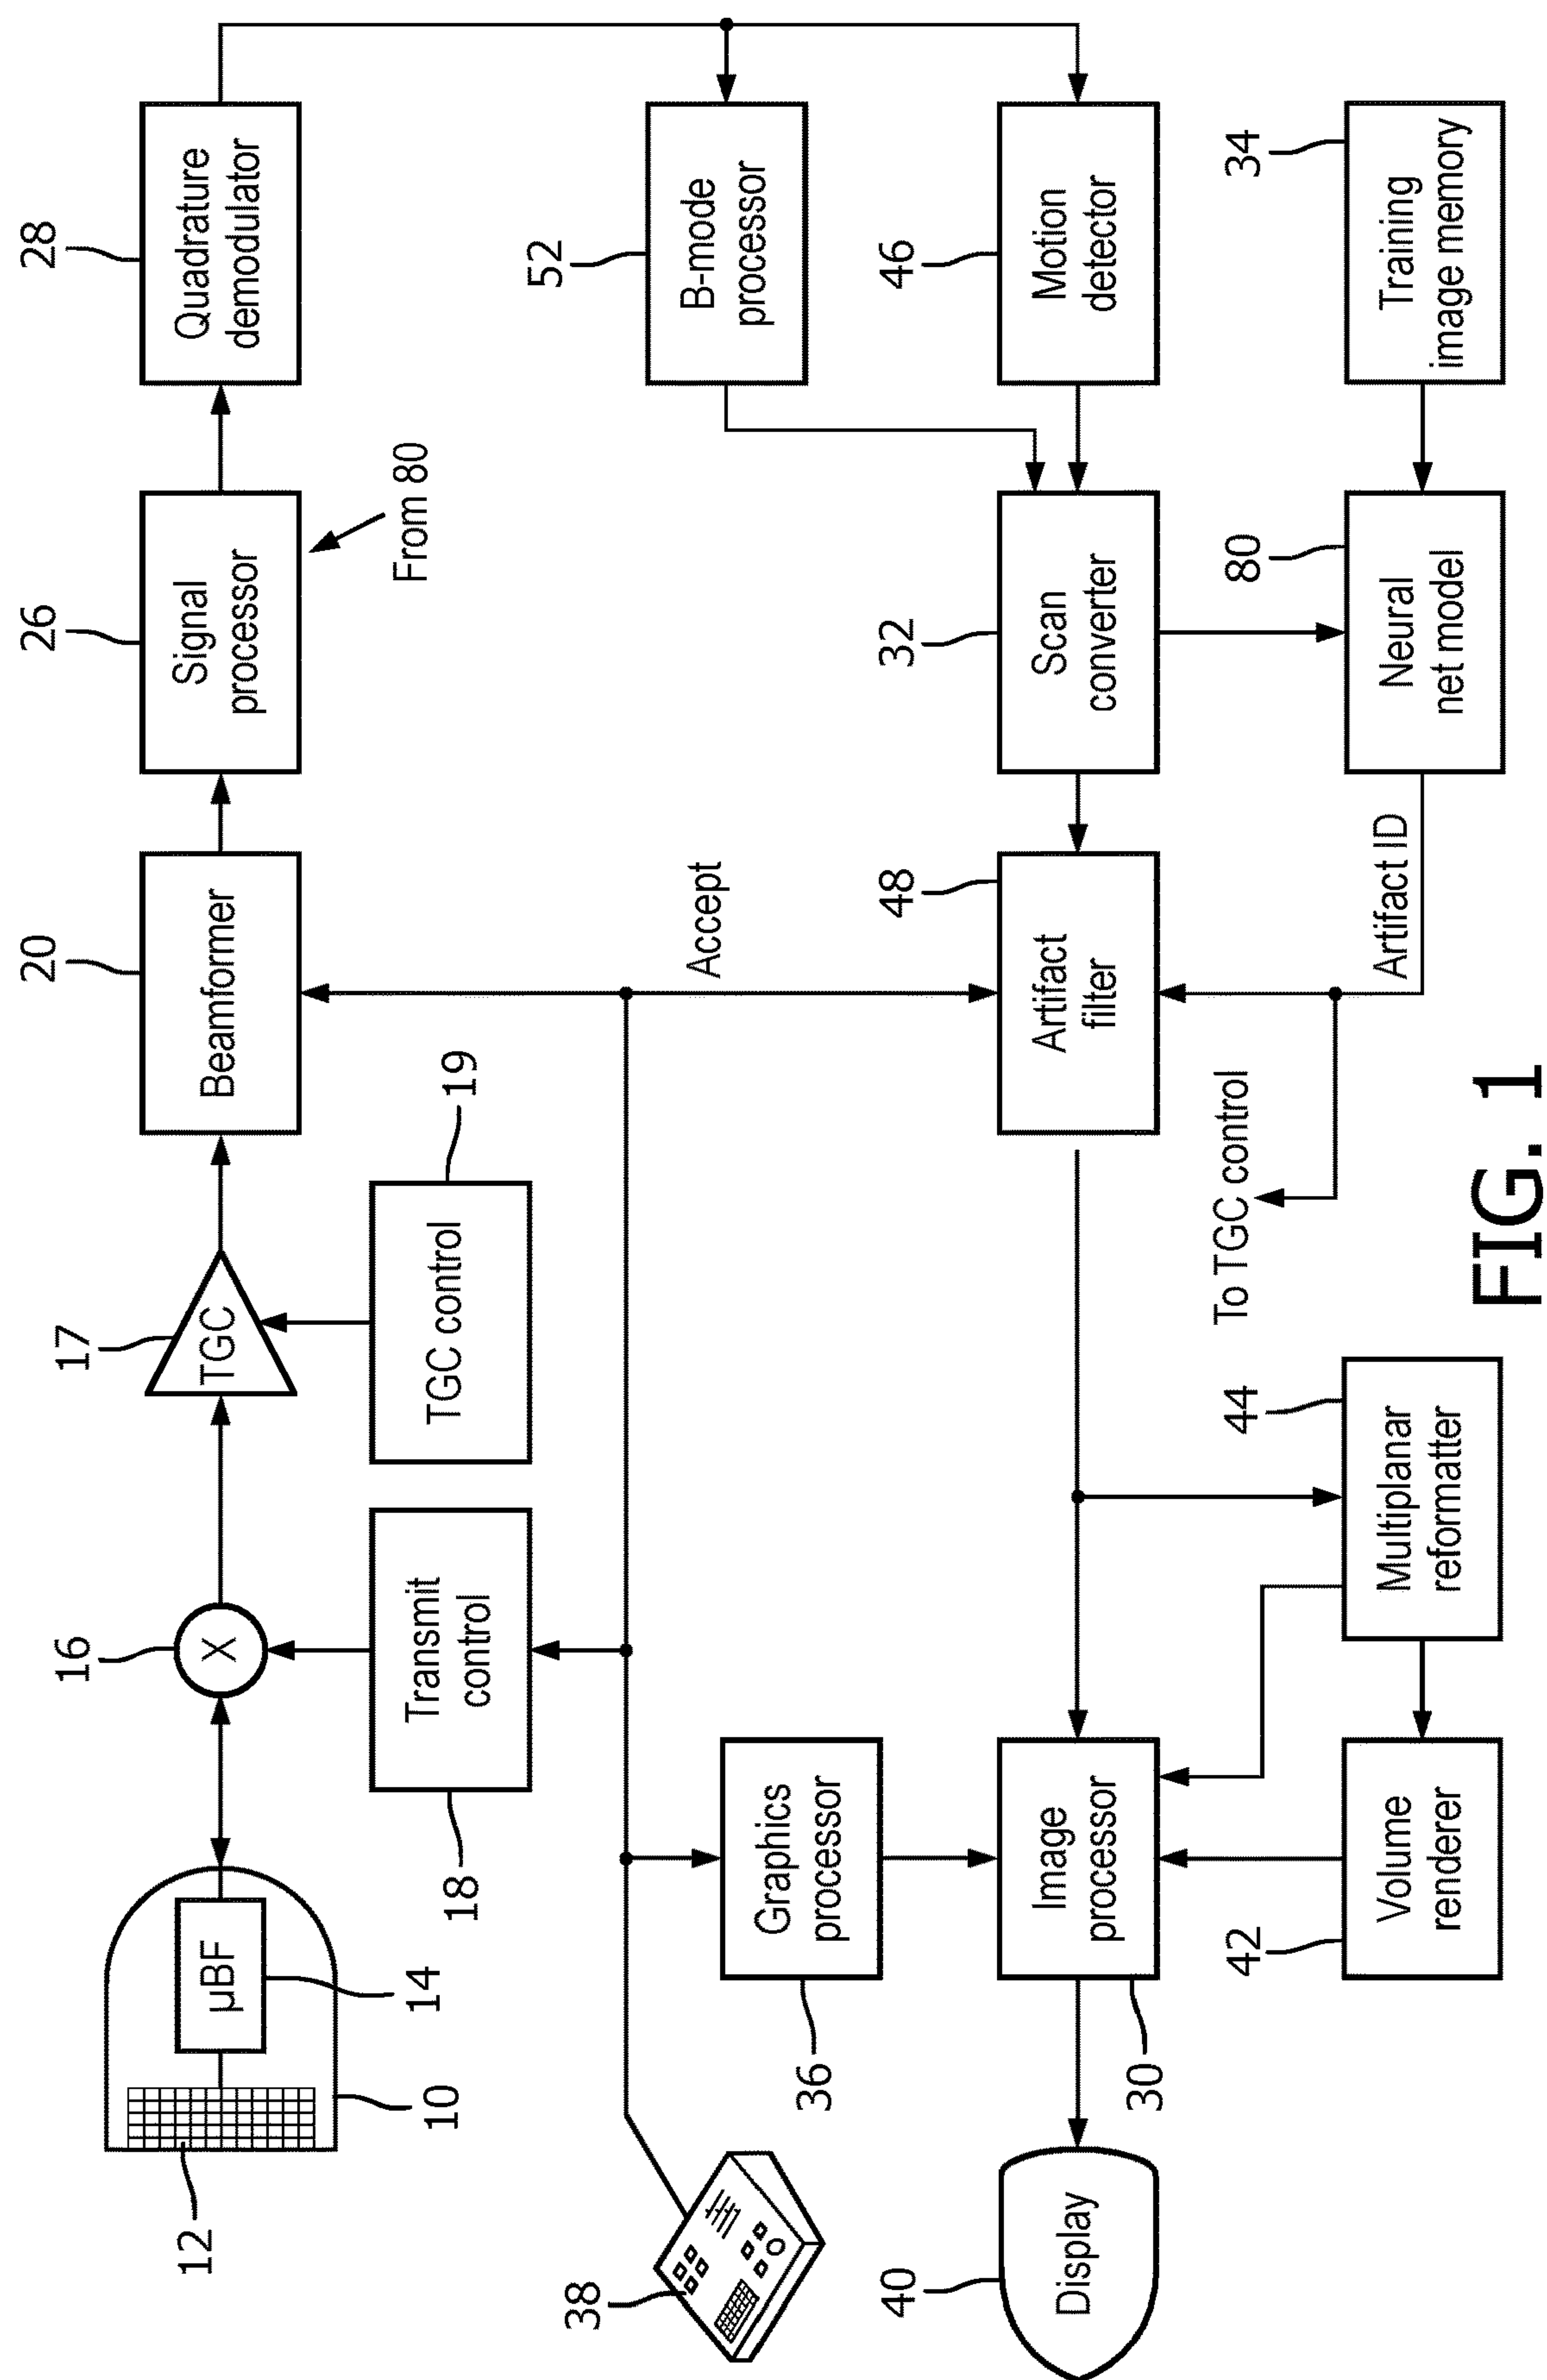 12
10
14
µBF
16
X
17
TGC
20
Beamformer
26
Signal
processor
28
Quadrature
demodulator
18
Transmit
control
TGC control
19
From 80
38
36
Graphics
processor
Accept
52
B-mode
processor
40
Display
30
Image
processor
48
Artifact
filter
32
Scan
converter
46
Motion
detector
42
Volume
renderer
44
Multiplanar
reformatter
To TGC control
Artifact ID
80
Neural
net model
34
Training
image memory
FIG. 1